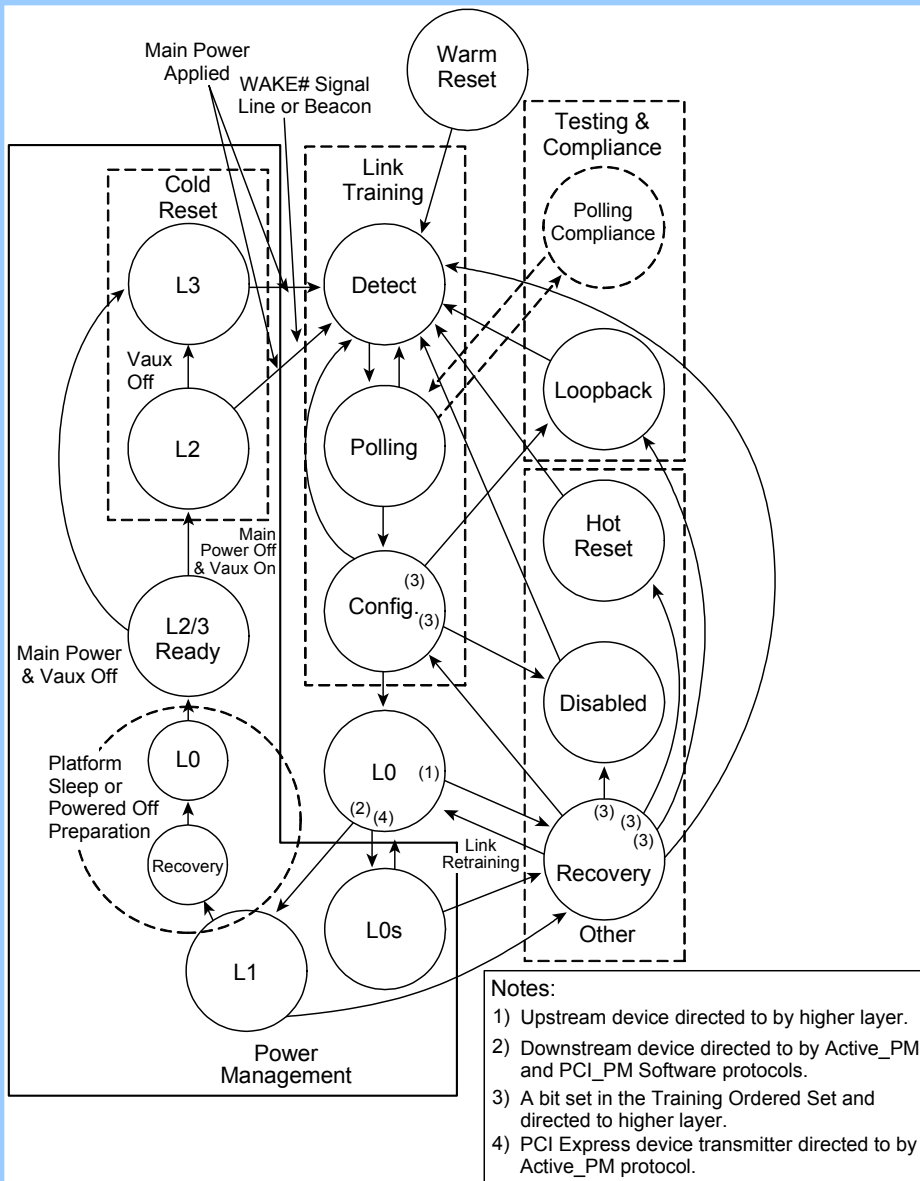 Main Power
Applied
WAKE# Signal
Line or Beacon
Warm
Reset
Testing &
Compliance
Polling
Compliance
Loopback
Link
Training
Detect
Polling
(3)
Config.
(3)
Cold
Reset
L3
Vaux
Off
L2
Main
Power Off
& Vaux On
L2/3
Ready
Main Power
& Vaux Off
Hot
Reset
Disabled
(3)
(3)
(3)
Recovery
Other
L0
(1)
(2)
(4)
Link
Retraining
L0s
Platform
Sleep or
Powered Off
Preparation
L0
Recovery
L1
Power
Management
Notes:
1) Upstream device directed to by higher layer.
2) Downstream device directed to by Active_PM
and PCI_PM Software protocols.
3) A bit set in the Training Ordered Set and
directed to higher layer.
4) PCI Express device transmitter directed to by
Active_PM protocol.